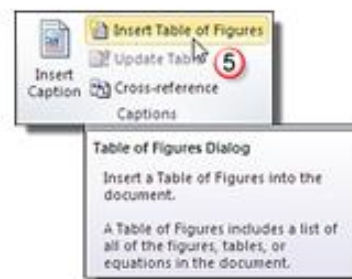 Insert Table of Figures
Update Table
5
Insert
Caption
Cross-reference
Captions
Table of Figures Dialog
Insert a Table of Figures into the
document.
A Table of Figures includes a list of
all of the figures, tables, or
equations in the document.